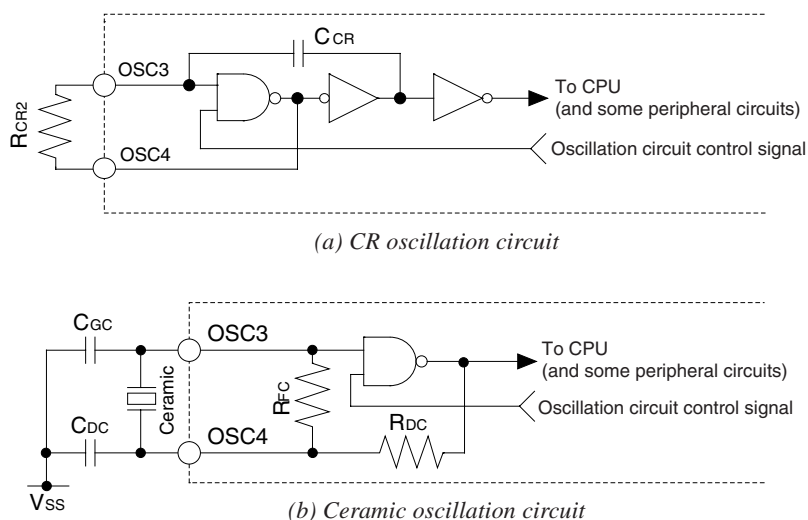 CCR
OSC3
RCR2
OSC4
To CPU
(and some peripheral circuits)
Oscillation circuit control signal
(a) CR oscillation circuit
CGC
OSC3
Ceramic
RFC
To CPU
(and some peripheral circuits)
Oscillation circuit control signal
CDC
OSC4
RDC
VSS
(b) Ceramic oscillation circuit